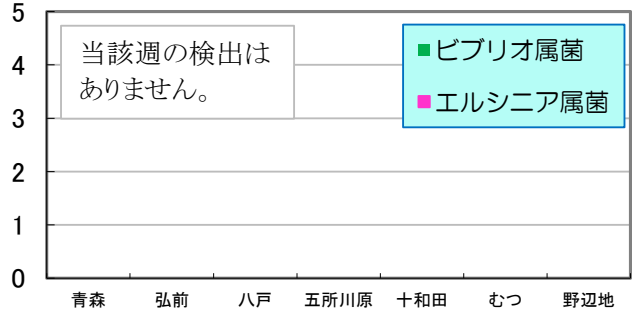 5
4
3
2
1
0
当該週の検出は
ありません。
■ビブリオ属菌
■エルシニア属菌
青森 弘前 八戸 五所川原 十和田 むつ 野辺地